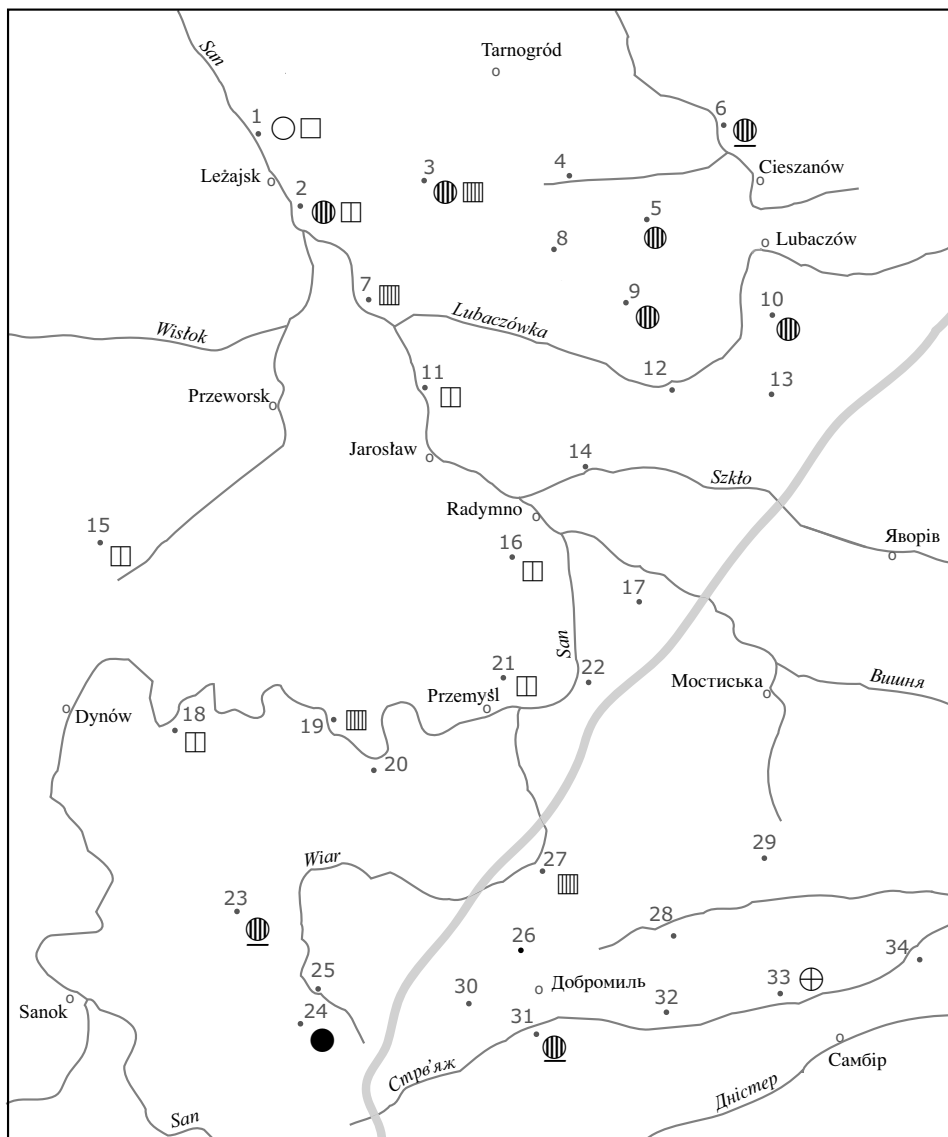 San
Tarnogród
1
6
3
4
Leżajsk
Cieszanów
2
5
8
Lubaczów
7
9
10
Lubaczówka
Wisłok
12
13
11
Przeworsk
Jarosław
14
Szkło
Radymno
15
16
Яворів
17
San
21
22
Мостиська
Вишня
Przemyśl
Dynów
18
19
20
29
Wiar
27
23
28
26
34
25
30
Добромиль
33
Sanok
24
31
32
Стрв'яж
Самбір
Дністер
San